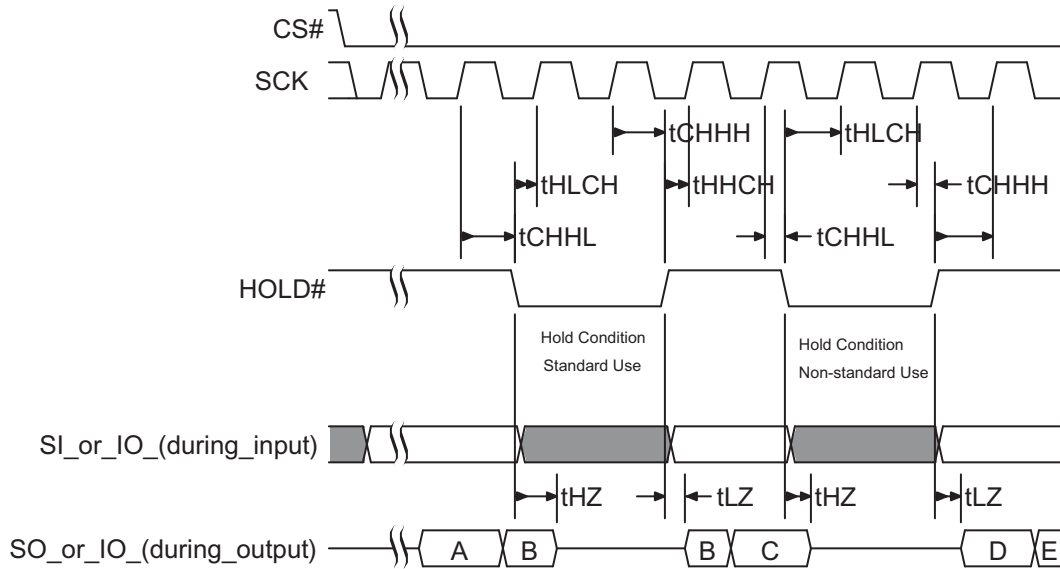 CS#
SCK
tCHHH
tHLCH
tHLCH
tHHCH
tCHHH
tCHHL
tCHHL
HOLD#
Hold Condition
Standard Use
Hold Condition
Non-standard Use
SI_or_IO_(during_input)
tHZ
tLZ
tHZ
tLZ
SO_or_IO_(during_output)
A
B
B
C
D
E